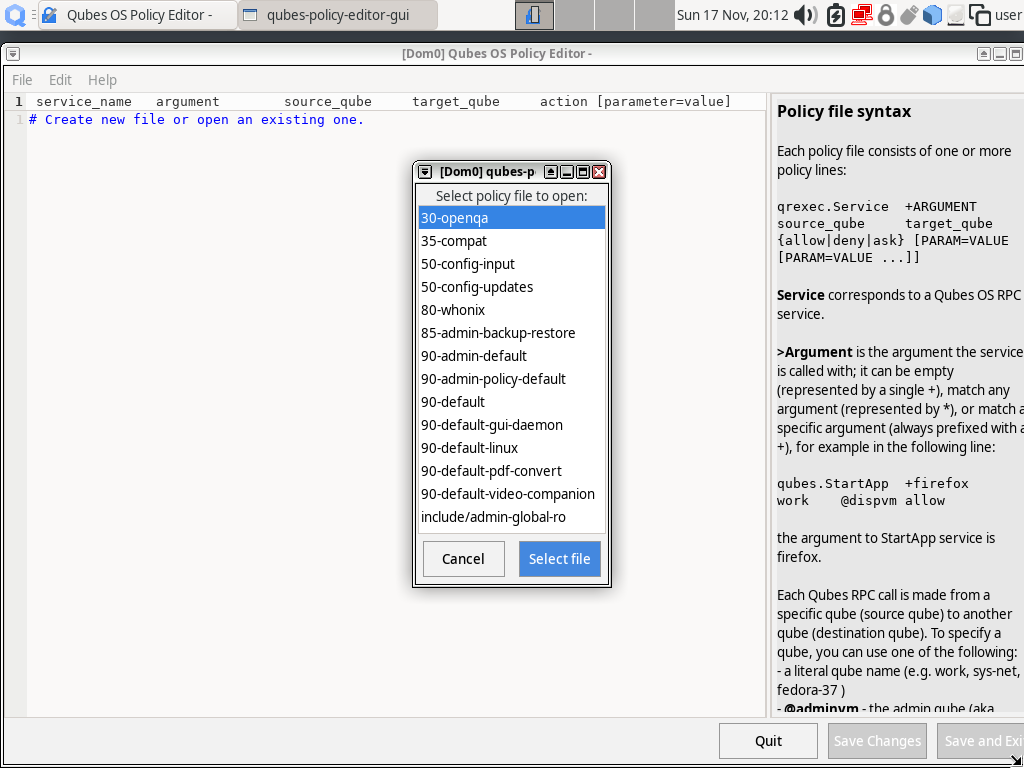 Qubes OS Policy Editor -
qubes-policy-editor-gui
Sun 17 Nov, 20:12
user
[Dom0] Qubes OS Policy Editor -
File Edit Help
1 service_name argument source_qube target_qube action [parameter=value]
1 # Create new file or open an existing one.
[Dom0] qubes-p
Select policy file to open:
30-openqa
35-compat
50-config-input
50-config-updates
80-whonix
85-admin-backup-restore
90-admin-default
90-admin-policy-default
90-default
90-default-gui-daemon
90-default-linux
90-default-pdf-convert
90-default-video-companion
include/admin-global-ro
Cancel
Select file
Policy file syntax
Each policy file consists of one or more
policy lines:
qrexec.Service +ARGUMENT
source_qube target_qube
{allow|deny|ask} [PARAM=VALUE
[PARAM=VALUE ...]]
Service corresponds to a Qubes OS RPC
service.
>Argument is the argument the service
is called with; it can be empty
(represented by a single +), match any
argument (represented by *), or match a
specific argument (always prefixed with a
+), for example in the following line:
qubes.StartApp +firefox
work @dispvm allow
the argument to StartApp service is
firefox.
Each Qubes RPC call is made from a
specific qube (source qube) to another
qube (destination qube). To specify a
qube, you can use one of the following:
- a literal qube name (e.g. work, sys-net,
fedora-37 )
- @adminvm - the admin qube (aka
Quit
Save Changes
Save and Exi